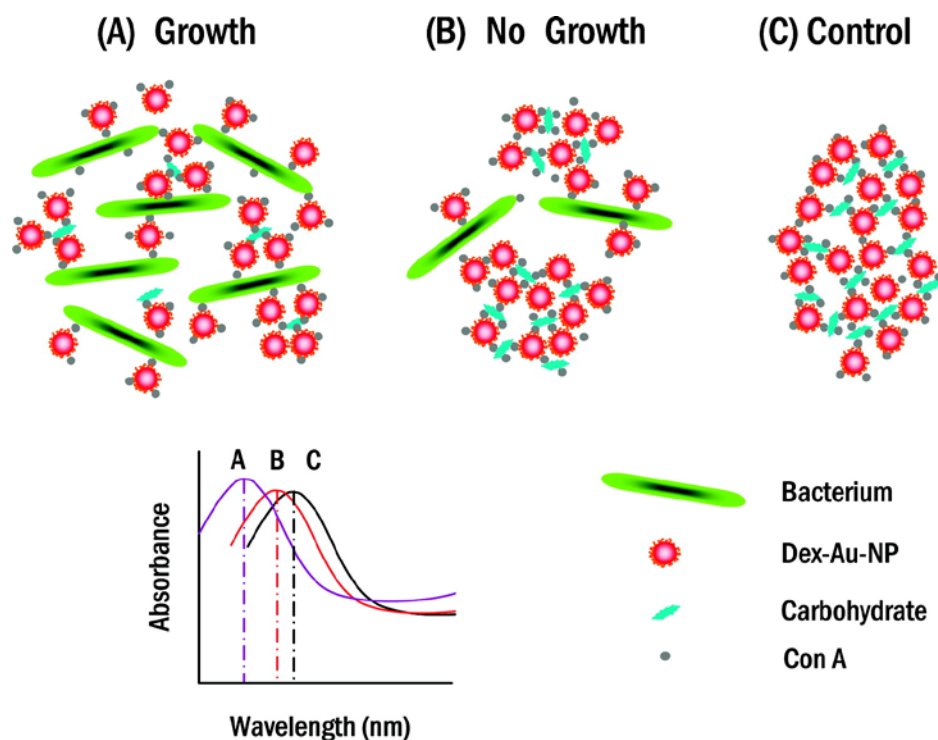 (A) Growth
(B) No Growth
(C) Control
A B C
Absorbance
Wavelength (nm)
Bacterium
Dex-Au-NP
Carbohydrate
Con A